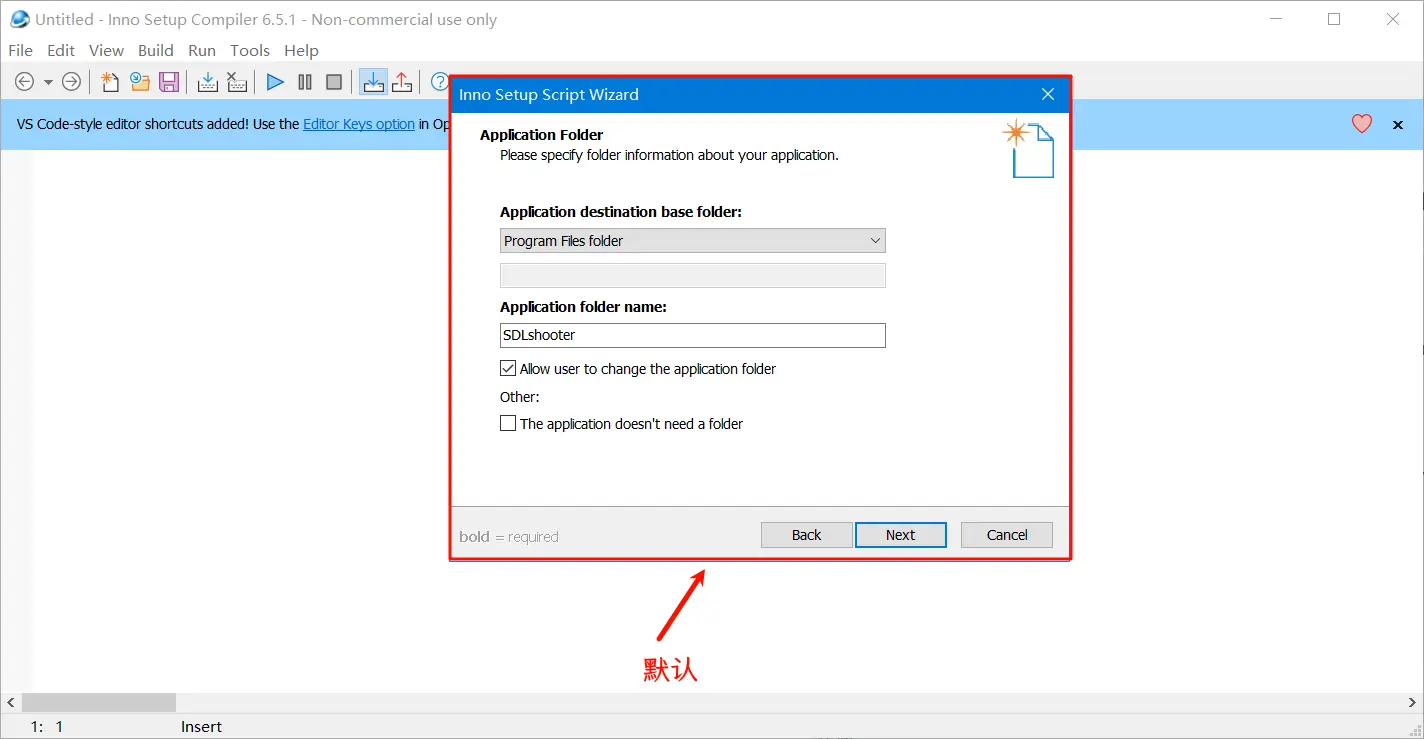 Untitled - Inno Setup Compiler 6.5.1 - Non-commercial use only
File Edit View Build Run Tools Help
VS Code-style editor shortcuts added! Use the Editor Keys option in Op
Inno Setup Script Wizard
Application Folder
Please specify folder information about your application.
Application destination base folder:
Program Files folder
Application folder name:
SDLshooter
Allow user to change the application folder
Other:
The application doesn't need a folder
bold = required
Back Next Cancel
默认
1: 1 Insert